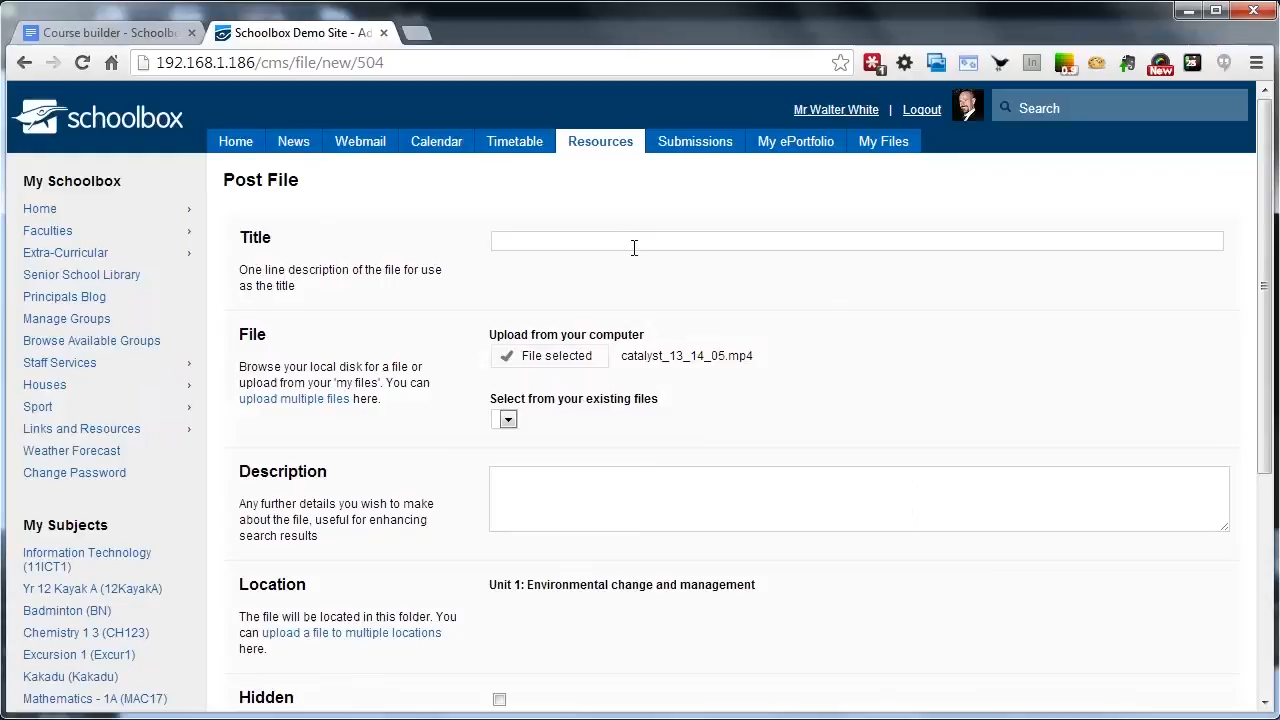 Course builder - Schoolb
Schoolbox Demo Site - Ad
192.168.1.186/cms/file/new/504
schoolbox
Mr Walter White | Logout
Search
Home News Webmail Calendar Timetable Resources Submissions My ePortfolio My Files
My Schoolbox
Home
Faculties
Extra-Curricular
Senior School Library
Principals Blog
Manage Groups
Browse Available Groups
Staff Services
Houses
Sport
Links and Resources
Weather Forecast
Change Password
My Subjects
Information Technology
(11ICT1)
Yr 12 Kayak A (12KayakA)
Badminton (BN)
Chemistry 1 3 (CH123)
Excursion 1 (Excur1)
Kakadu (Kakadu)
Mathematics - 1A (MAC17)
Post File
Title
One line description of the file for use
as the title
File
Browse your local disk for a file or
upload from your 'my files'. You can
upload multiple files here.
Upload from your computer
File selected catalyst_13_14_05.mp4
Select from your existing files
Description
Any further details you wish to make
about the file, useful for enhancing
search results
Location
The file will be located in this folder. You
can upload a file to multiple locations
here.
Unit 1: Environmental change and management
Hidden